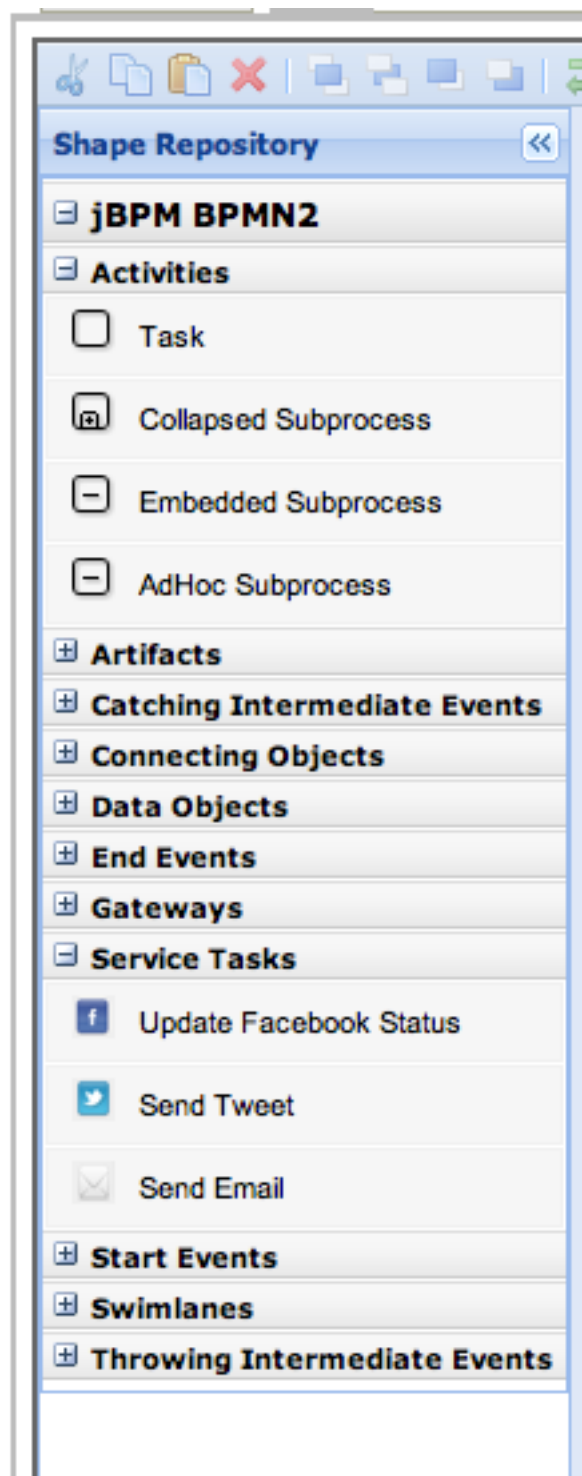 Shape Repository
jBPM BPMN2
Activities
Task
Collapsed Subprocess
Embedded Subprocess
AdHoc Subprocess
Artifacts
Catching Intermediate Events
Connecting Objects
Data Objects
End Events
Gateways
Service Tasks
Update Facebook Status
Send Tweet
Send Email
Start Events
Swimlanes
Throwing Intermediate Events